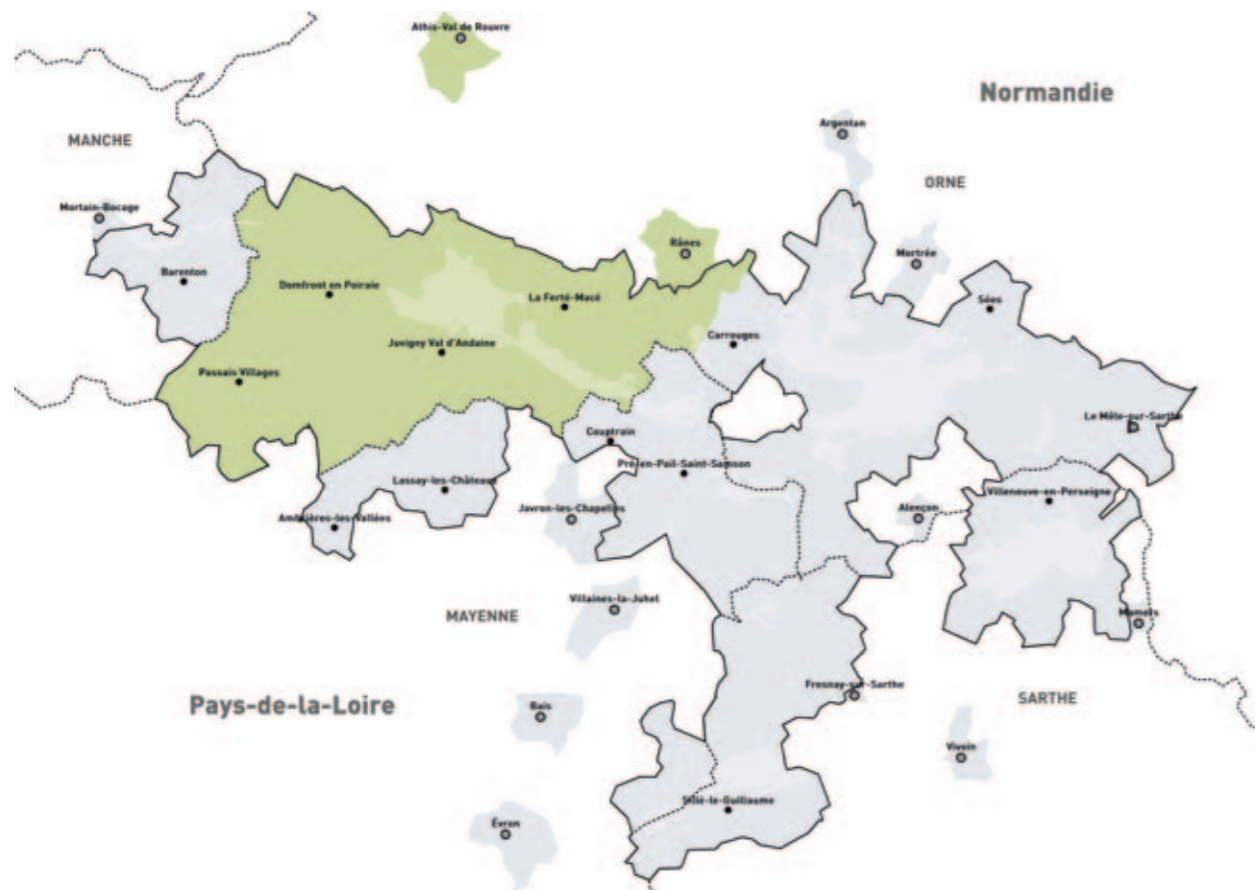 Athis-Val de Rouvre
Normandie
Argentan
MANCHE
ORNE
Mortain-Bocage
Rânes
Mortrée
Barenton
Domfront en Poiraie
La Ferté-Macé
Sées
Juvigny Val d'Andaine
Carrouges
Passais Villages
Le Mêle-sur-Sarthe
Couptrain
Pré-en-Pail-Saint-Samson
Lassay-les-Châteaux
Villeneuve-en-Perseigne
Javron-les-Chapelles
Alençon
Ambrières-les-Vallées
Villaines-la-Juhel
MAYENNE
Mamers
Fresnay-sur-Sarthe
Pays-de-la-Loire
SARTHE
Bais
Vivoin
Sillé-le-Guillaume
Évron